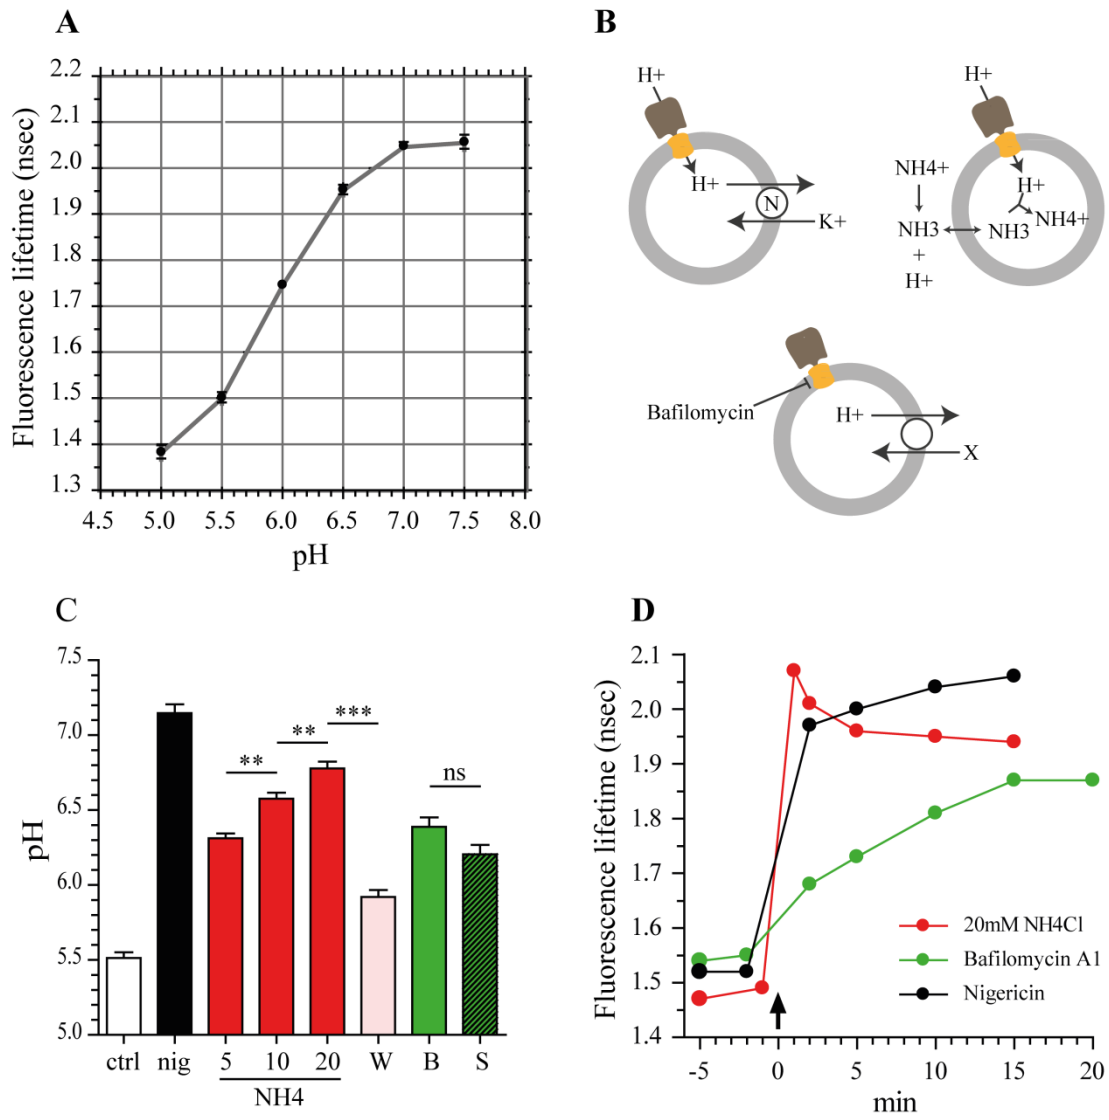 A
2.2
2.1
2.0
1.9
1.8
1.7
1.6
1.5
1.4
1.3
Fluorescence lifetime (nsec)
4.5 5.0 5.5 6.0 6.5 7.0 7.5 8.0
pH
B
H+
H+
N
K+
H+
NH4+
NH3
+
H+
H+
NH3
NH4+
Bafilomycin
H+
X
C
7.5
7.0
6.5
6.0
5.5
5.0
pH
** ** *** ns
ctrl nig 5 10 20 W B S
NH4
D
2.1
2.0
1.9
1.8
1.7
1.6
1.5
1.4
Fluorescence lifetime (nsec)
20mM NH4Cl
Bafilomycin A1
Nigericin
-5 0 5 10 15 20
min